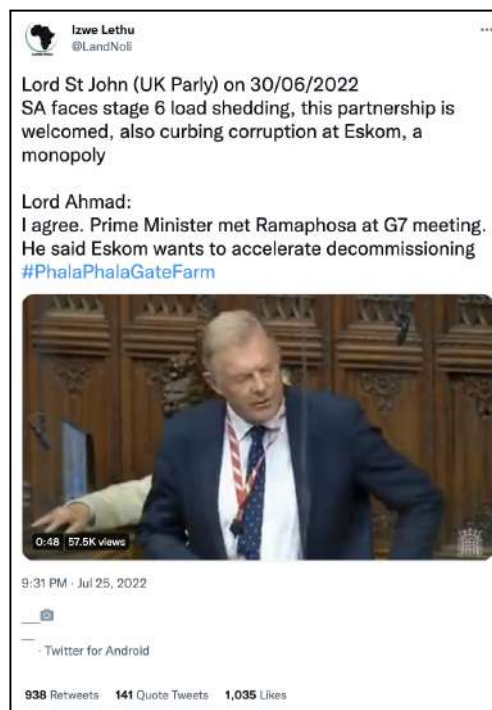 Izwe Lethu
@LandNoli
Lord St John (UK Parly) on 30/06/2022
SA faces stage 6 load shedding, this partnership is
welcomed, also curbing corruption at Eskom, a
monopoly
Lord Ahmad:
I agree. Prime Minister met Ramaphosa at G7 meeting.
He said Eskom wants to accelerate decommissioning
#PhalaPhalaGateFarm
0:48 57.5K views
9:31 PM · Jul 25, 2022
· Twitter for Android
938 Retweets 141 Quote Tweets 1,035 Likes